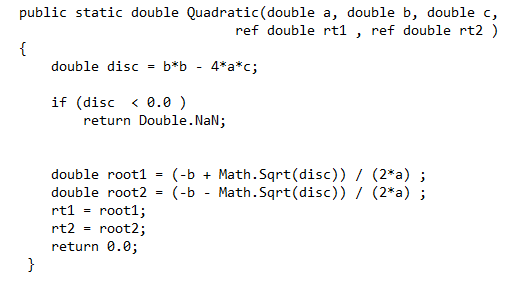 public static double Quadratic(double a, double b, double c,
ref double rt1 , ref double rt2 )
{
double disc = b*b - 4*a*c;
if (disc  < 0.0 )
return Double.NaN;
double root1 = (-b + Math.Sqrt(disc)) / (2*a) ;
double root2 = (-b - Math.Sqrt(disc)) / (2*a) ;
rt1 = root1;
rt2 = root2;
return 0.0;
}